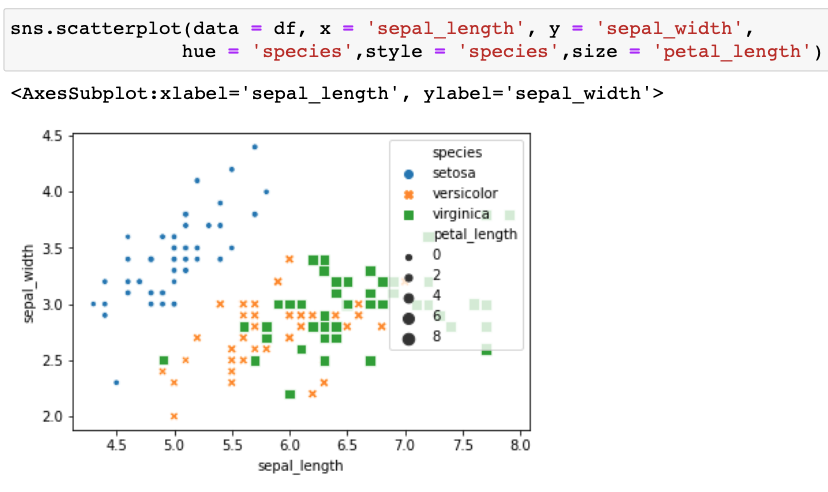 sns.scatterplot(data = df, x = 'sepal_length', y = 'sepal_width',
hue = 'species',style = 'species',size = 'petal_length')
<AxesSubplot:xlabel='sepal_length', ylabel='sepal_width'>
4.5
4.0
3.5
3.0
2.5
2.0
sepal_width
species
setosa
versicolor
virginica
petal_length
0
2
4
6
8
4.5 5.0 5.5 6.0 6.5 7.0 7.5 8.0
sepal_length